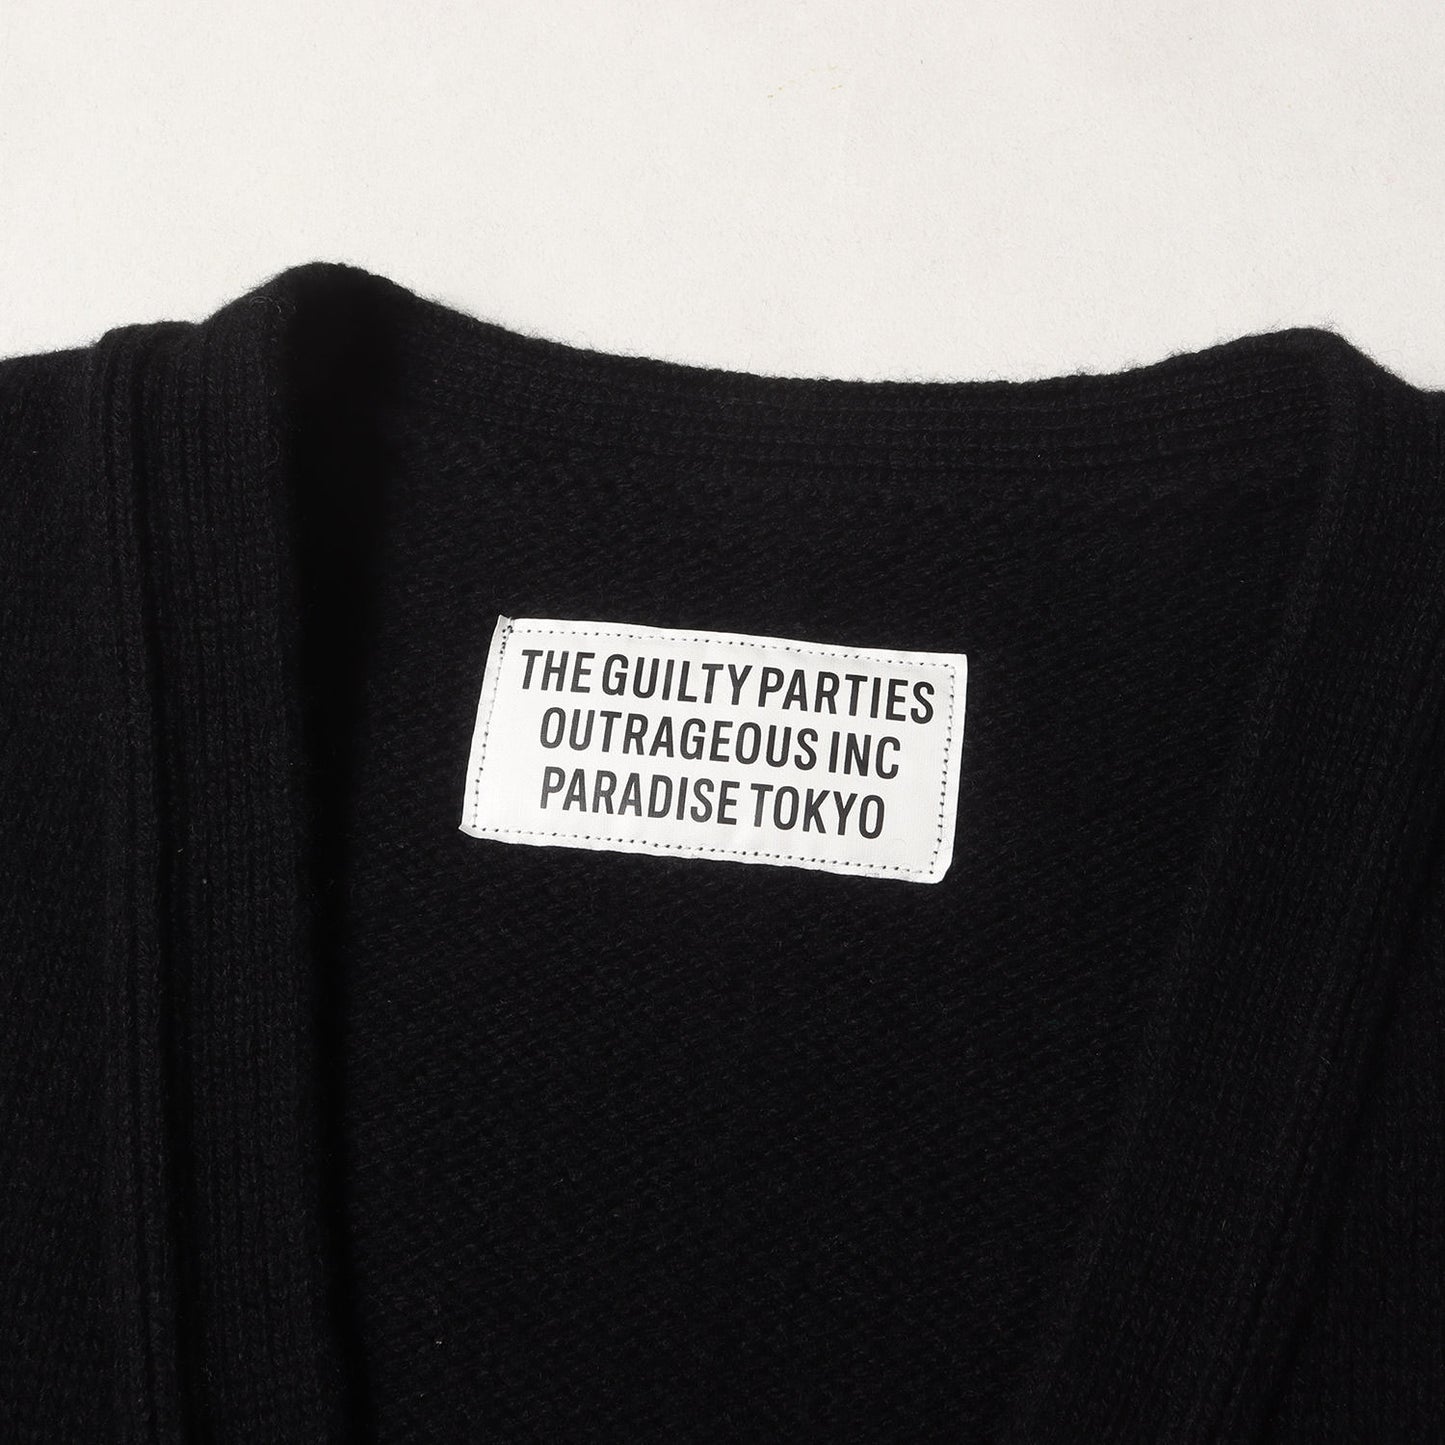 THE GUILTY PARTIES
OUTRAGEOUS INC
PARADISE TOKYO